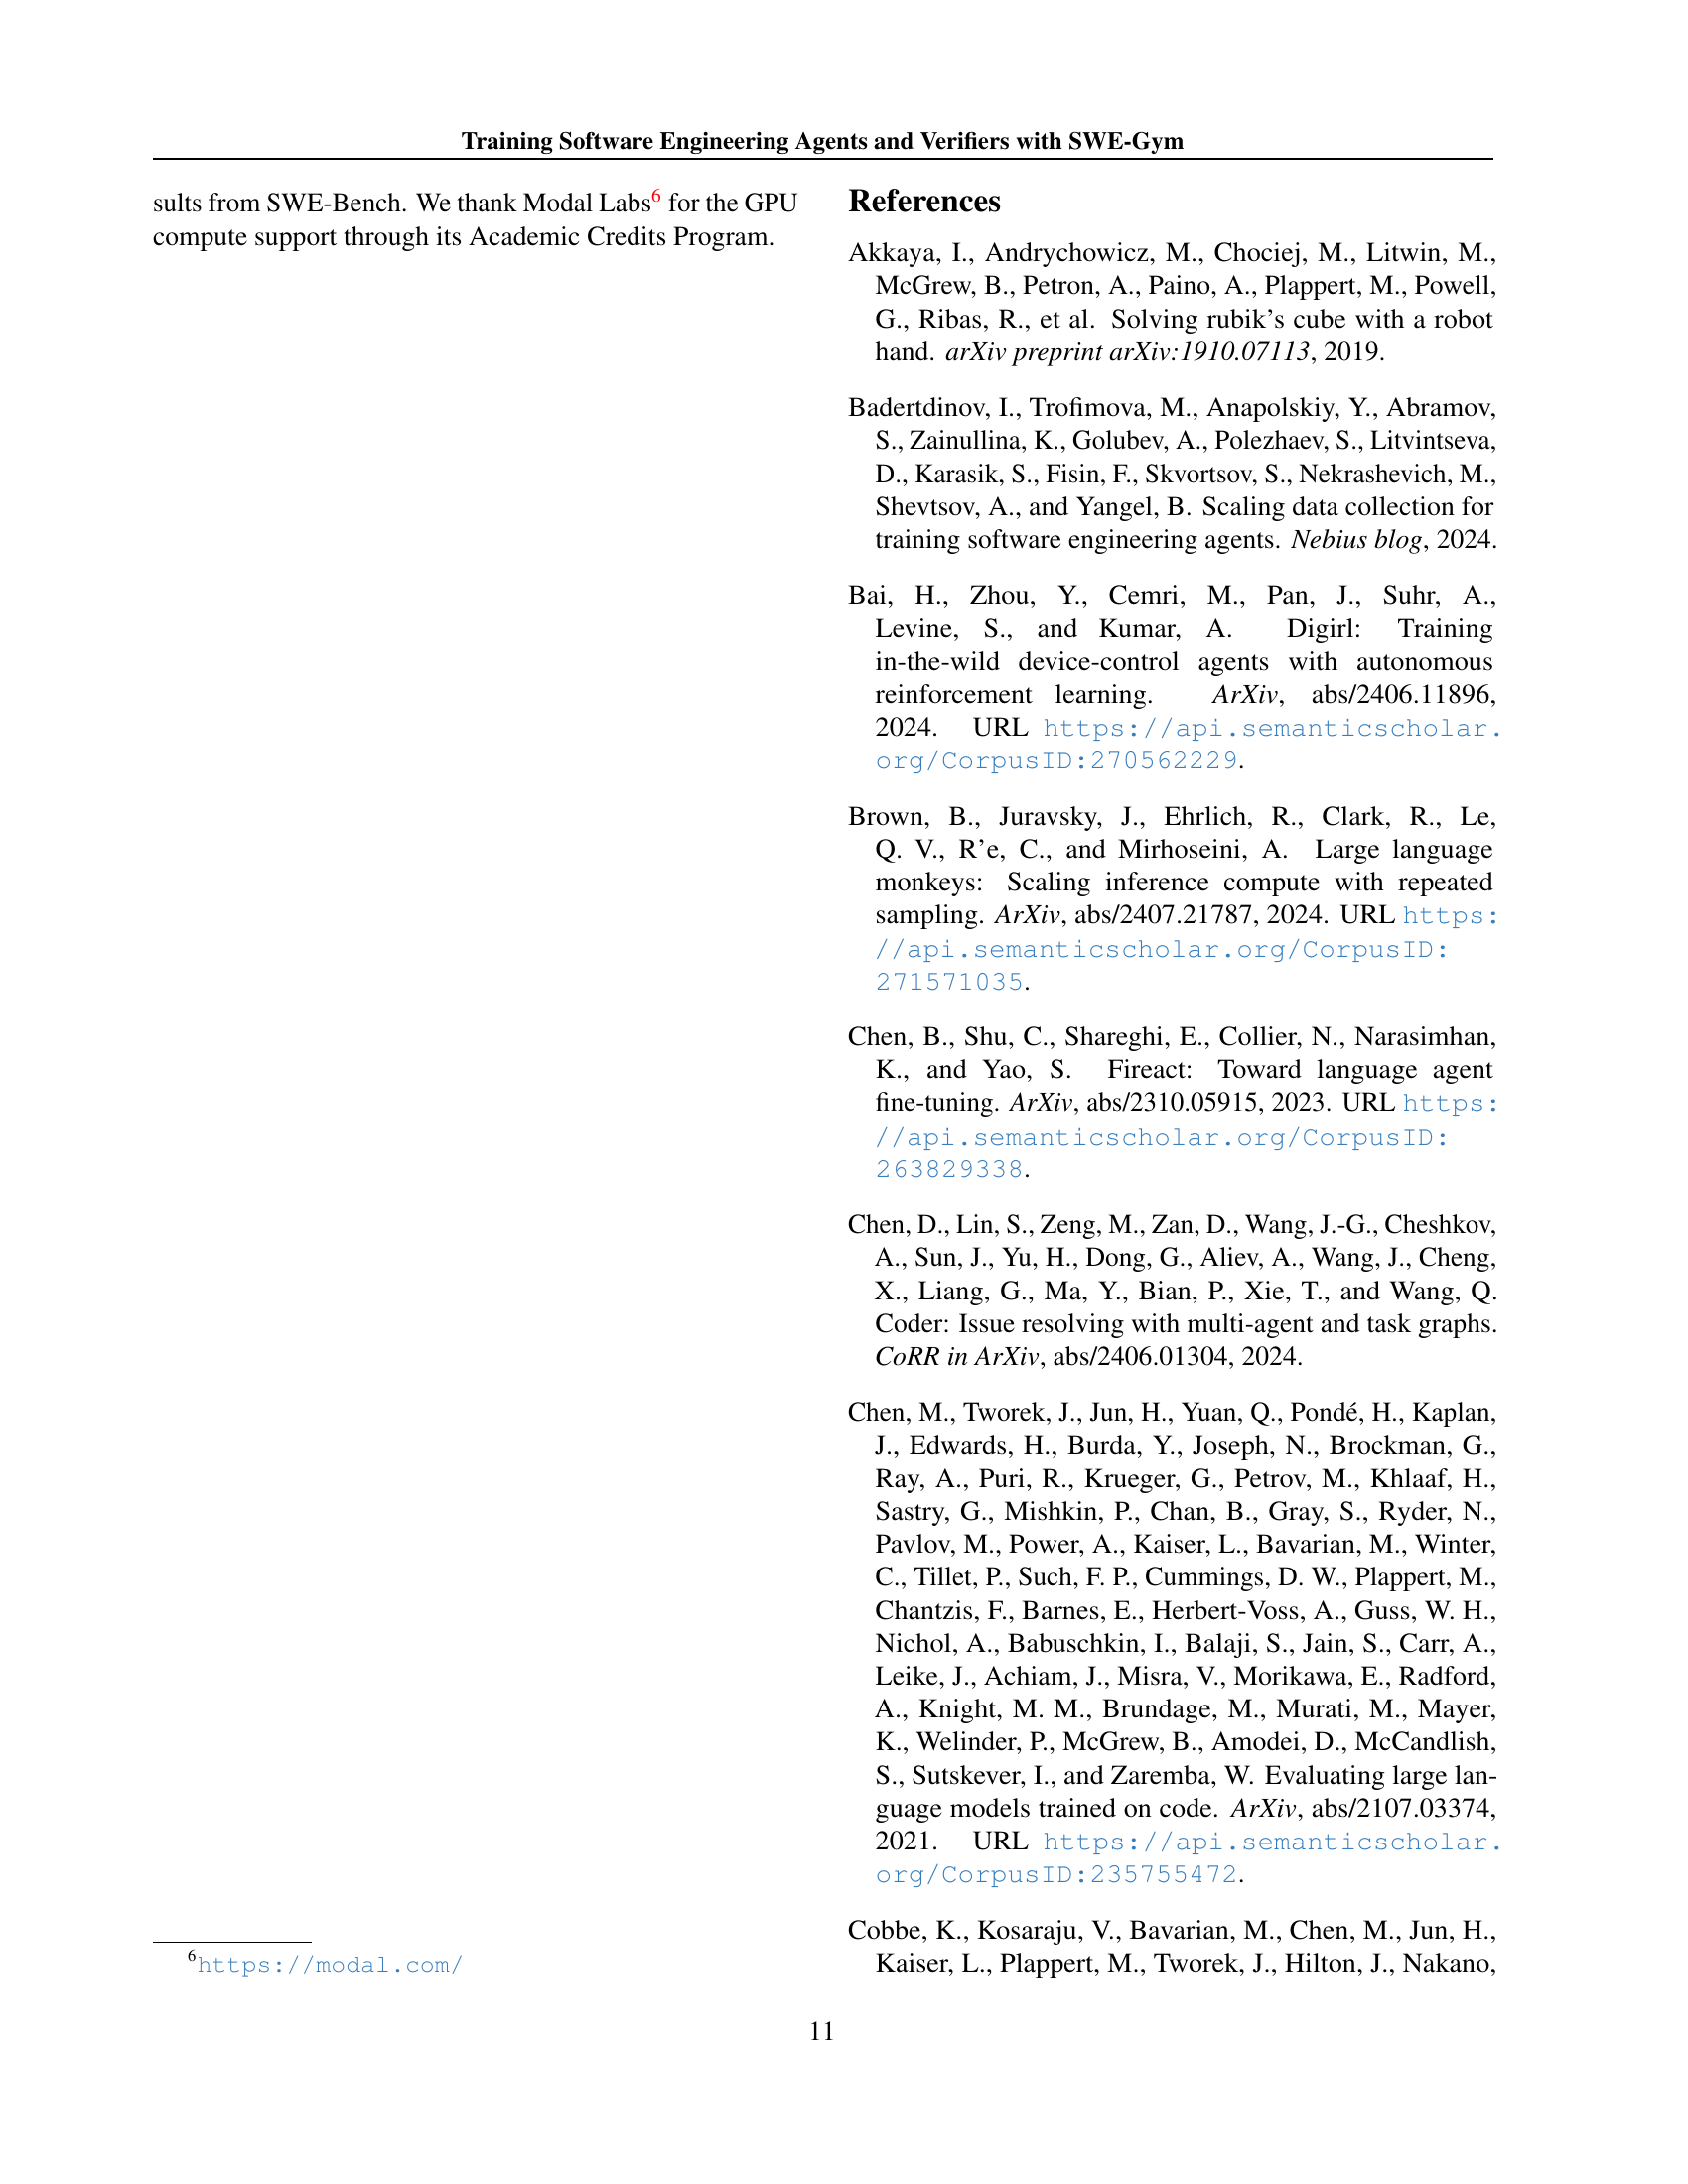 Training Software Engineering Agents and Verifiers with SWE-Gym
sults from SWE-Bench. We thank Modal Labs6 for the GPU
compute support through its Academic Credits Program.
6https://modal.com/
References
Akkaya, I., Andrychowicz, M., Chociej, M., Litwin, M.,
McGrew, B., Petron, A., Paino, A., Plappert, M., Powell,
G., Ribas, R., et al. Solving rubik's cube with a robot
hand. arXiv preprint arXiv:1910.07113, 2019.
Badertdinov, I., Trofimova, M., Anapolskiy, Y., Abramov,
S., Zainullina, K., Golubev, A., Polezhaev, S., Litvintseva,
D., Karasik, S., Fisin, F., Skvortsov, S., Nekrashevich, M.,
Shevtsov, A., and Yangel, B. Scaling data collection for
training software engineering agents. Nebius blog, 2024.
Bai, H., Zhou, Y., Cemri, M., Pan, J., Suhr, A.,
Levine, S., and Kumar, A. Digirl: Training
in-the-wild device-control agents with autonomous
reinforcement learning. ArXiv, abs/2406.11896,
2024. URL https://api.semanticscholar.
org/CorpusID:270562229.
Brown, B., Juravsky, J., Ehrlich, R., Clark, R., Le,
Q. V., R'e, C., and Mirhoseini, A. Large language
monkeys: Scaling inference compute with repeated
sampling. ArXiv, abs/2407.21787, 2024. URL https:
//api.semanticscholar.org/CorpusID:
271571035.
Chen, B., Shu, C., Shareghi, E., Collier, N., Narasimhan,
K., and Yao, S. Fireact: Toward language agent
fine-tuning. ArXiv, abs/2310.05915, 2023. URL https:
//api.semanticscholar.org/CorpusID:
263829338.
Chen, D., Lin, S., Zeng, M., Zan, D., Wang, J.-G., Cheshkov,
A., Sun, J., Yu, H., Dong, G., Aliev, A., Wang, J., Cheng,
X., Liang, G., Ma, Y., Bian, P., Xie, T., and Wang, Q.
Coder: Issue resolving with multi-agent and task graphs.
CoRR in ArXiv, abs/2406.01304, 2024.
Chen, M., Tworek, J., Jun, H., Yuan, Q., Pondé, H., Kaplan,
J., Edwards, H., Burda, Y., Joseph, N., Brockman, G.,
Ray, A., Puri, R., Krueger, G., Petrov, M., Khlaaf, H.,
Sastry, G., Mishkin, P., Chan, B., Gray, S., Ryder, N.,
Pavlov, M., Power, A., Kaiser, L., Bavarian, M., Winter,
C., Tillet, P., Such, F. P., Cummings, D. W., Plappert, M.,
Chantzis, F., Barnes, E., Herbert-Voss, A., Guss, W. H.,
Nichol, A., Babuschkin, I., Balaji, S., Jain, S., Carr, A.,
Leike, J., Achiam, J., Misra, V., Morikawa, E., Radford,
A., Knight, M. M., Brundage, M., Murati, M., Mayer,
K., Welinder, P., McGrew, B., Amodei, D., McCandlish,
S., Sutskever, I., and Zaremba, W. Evaluating large lan-
guage models trained on code. ArXiv, abs/2107.03374,
2021. URL https://api.semanticscholar.
org/CorpusID:235755472.
Cobbe, K., Kosaraju, V., Bavarian, M., Chen, M., Jun, H.,
Kaiser, L., Plappert, M., Tworek, J., Hilton, J., Nakano,
11